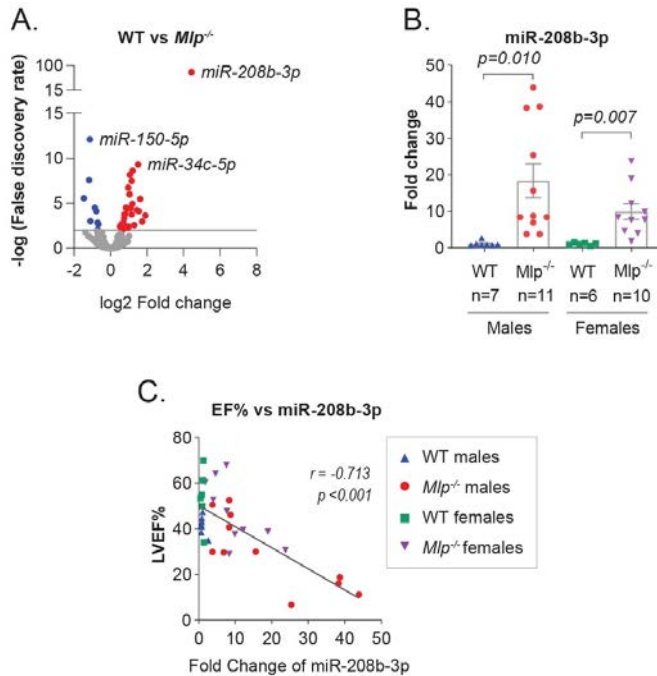 A.
WT vs Mlp-/-
-log (False discovery rate)
100
15
15
10
5
0
miR-208b-3p
miR-150-5p
miR-34c-5p
-2 0 2 4 6 8
log2 Fold change
B.
miR-208b-3p
p=0.010
p=0.007
Fold change
50
40
30
20
10
0
WT Mlp-/- WT Mlp-/-
n=7 n=11 n=6 n=10
Males Females
C.
EF% vs miR-208b-3p
r = -0.713
p <0.001
LVEF%
80
60
40
20
0
0 10 20 30 40 50
Fold Change of miR-208b-3p
WT males
Mlp-/- males
WT females
Mlp-/- females